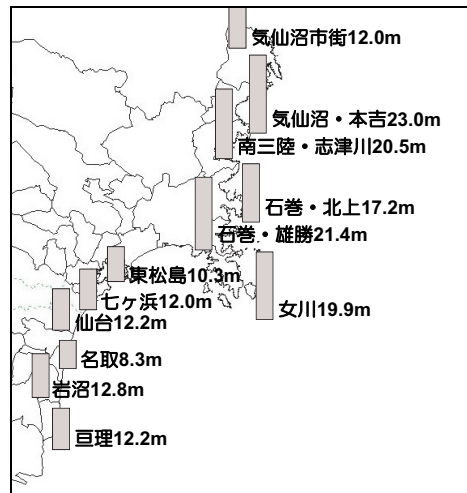 気仙沼市街12.0m
気仙沼・本吉23.0m
南三陸・志津川20.5m
石巻・北上17.2m
石巻・雄勝21.4m
東松島10.3m
七ヶ浜12.0m
女川19.9m
仙台12.2m
名取8.3m
岩沼12.8m
亘理12.2m